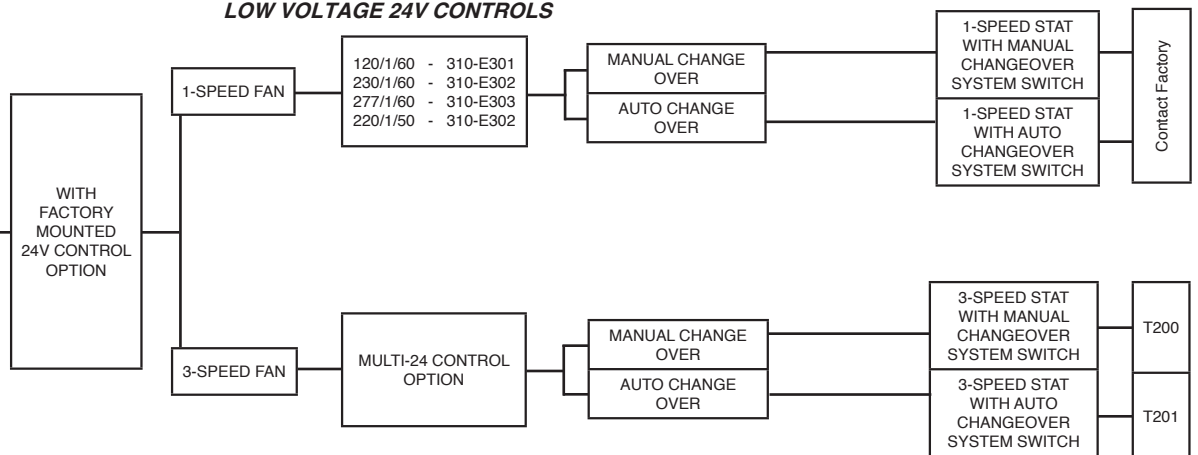 LOW VOLTAGE 24V CONTROLS
WITH
FACTORY
MOUNTED
24V CONTROL
OPTION
1-SPEED FAN
120/1/60 - 310-E301
230/1/60 - 310-E302
277/1/60 - 310-E303
220/1/50 - 310-E302
MANUAL CHANGE
OVER
AUTO CHANGE
OVER
1-SPEED STAT
WITH MANUAL
CHANGEOVER
SYSTEM SWITCH
1-SPEED STAT
WITH AUTO
CHANGEOVER
SYSTEM SWITCH
Contact Factory
3-SPEED FAN
MULTI-24 CONTROL
OPTION
MANUAL CHANGE
OVER
AUTO CHANGE
OVER
3-SPEED STAT
WITH MANUAL
CHANGEOVER
SYSTEM SWITCH
T200
3-SPEED STAT
WITH AUTO
CHANGEOVER
SYSTEM SWITCH
T201